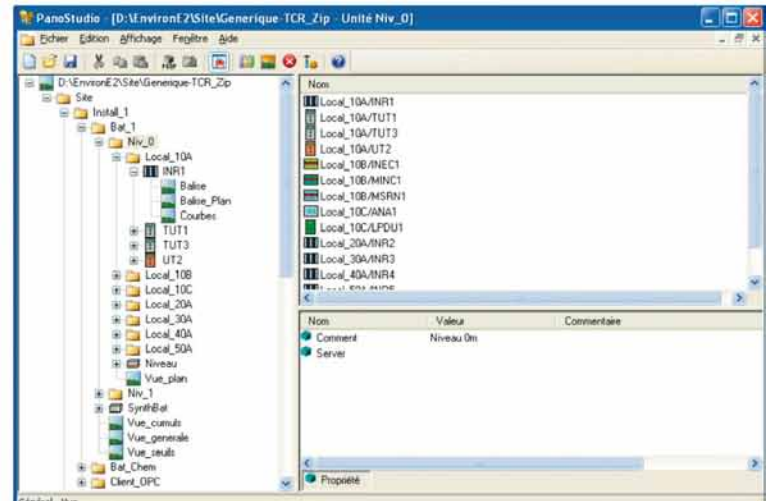 PanoStudio - [D:\EnvironE2\Site\Generique-TCR_Zip - Unité Niv_0]
Fichier Edition Affichage Fenêtre Aide
D:\EnvironE2\Site\Generique-TCR_Zip
Site
Install_1
Bat_1
Niv_0
Local_10A
INR1
Balise
Balise_Plan
Courbes
TUT1
TUT3
UT2
Local_10B
Local_10C
Local_20A
Local_30A
Local_40A
Local_50A
Niveau
Vue_plan
Niv_1
SynthBat
Vue_cumuls
Vue_generale
Vue_seuils
Bat_Chem
Client_OPC
Nom
Local_10A/INR1
Local_10A/TUT1
Local_10A/TUT3
Local_10A/UT2
Local_10B/INEC1
Local_10B/MINC1
Local_10B/MSRN1
Local_10C/ANA1
Local_10C/LPDU1
Local_20A/INR2
Local_30A/INR3
Local_40A/INR4
Local_50A/INR5
Nom Valeur Commentaire
Comment Niveau 0m
Server
Propriété